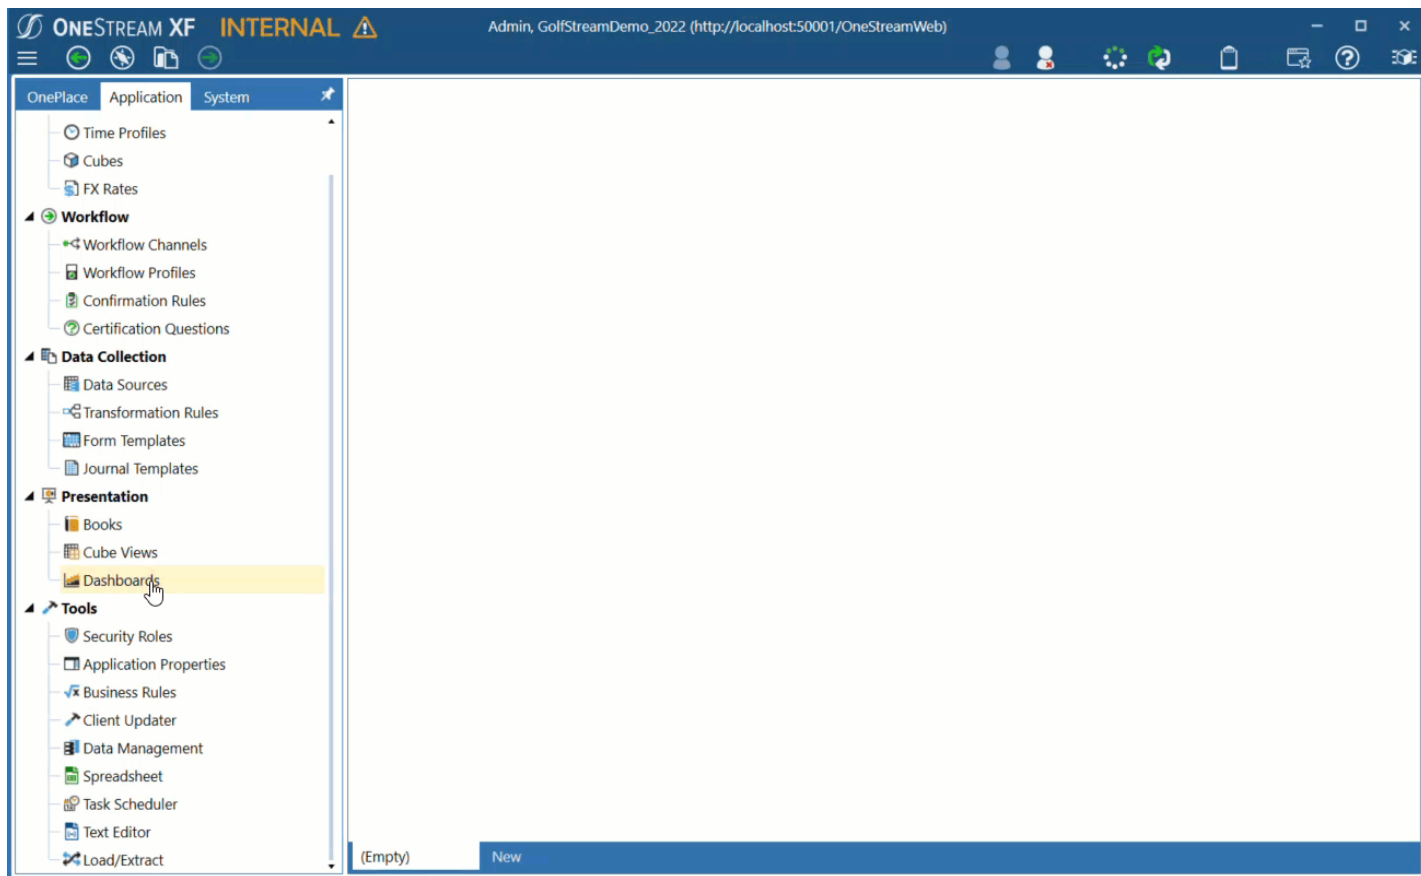 ONESTREAM XF INTERNAL
Admin, GolfStreamDemo_2022 (http://localhost:50001/OneStreamWeb)
OnePlace Application System
Time Profiles
Cubes
FX Rates
Workflow
Workflow Channels
Workflow Profiles
Confirmation Rules
Certification Questions
Data Collection
Data Sources
Transformation Rules
Form Templates
Journal Templates
Presentation
Books
Cube Views
Dashboards
Tools
Security Roles
Application Properties
Business Rules
Client Updater
Data Management
Spreadsheet
Task Scheduler
Text Editor
Load/Extract
(Empty) New